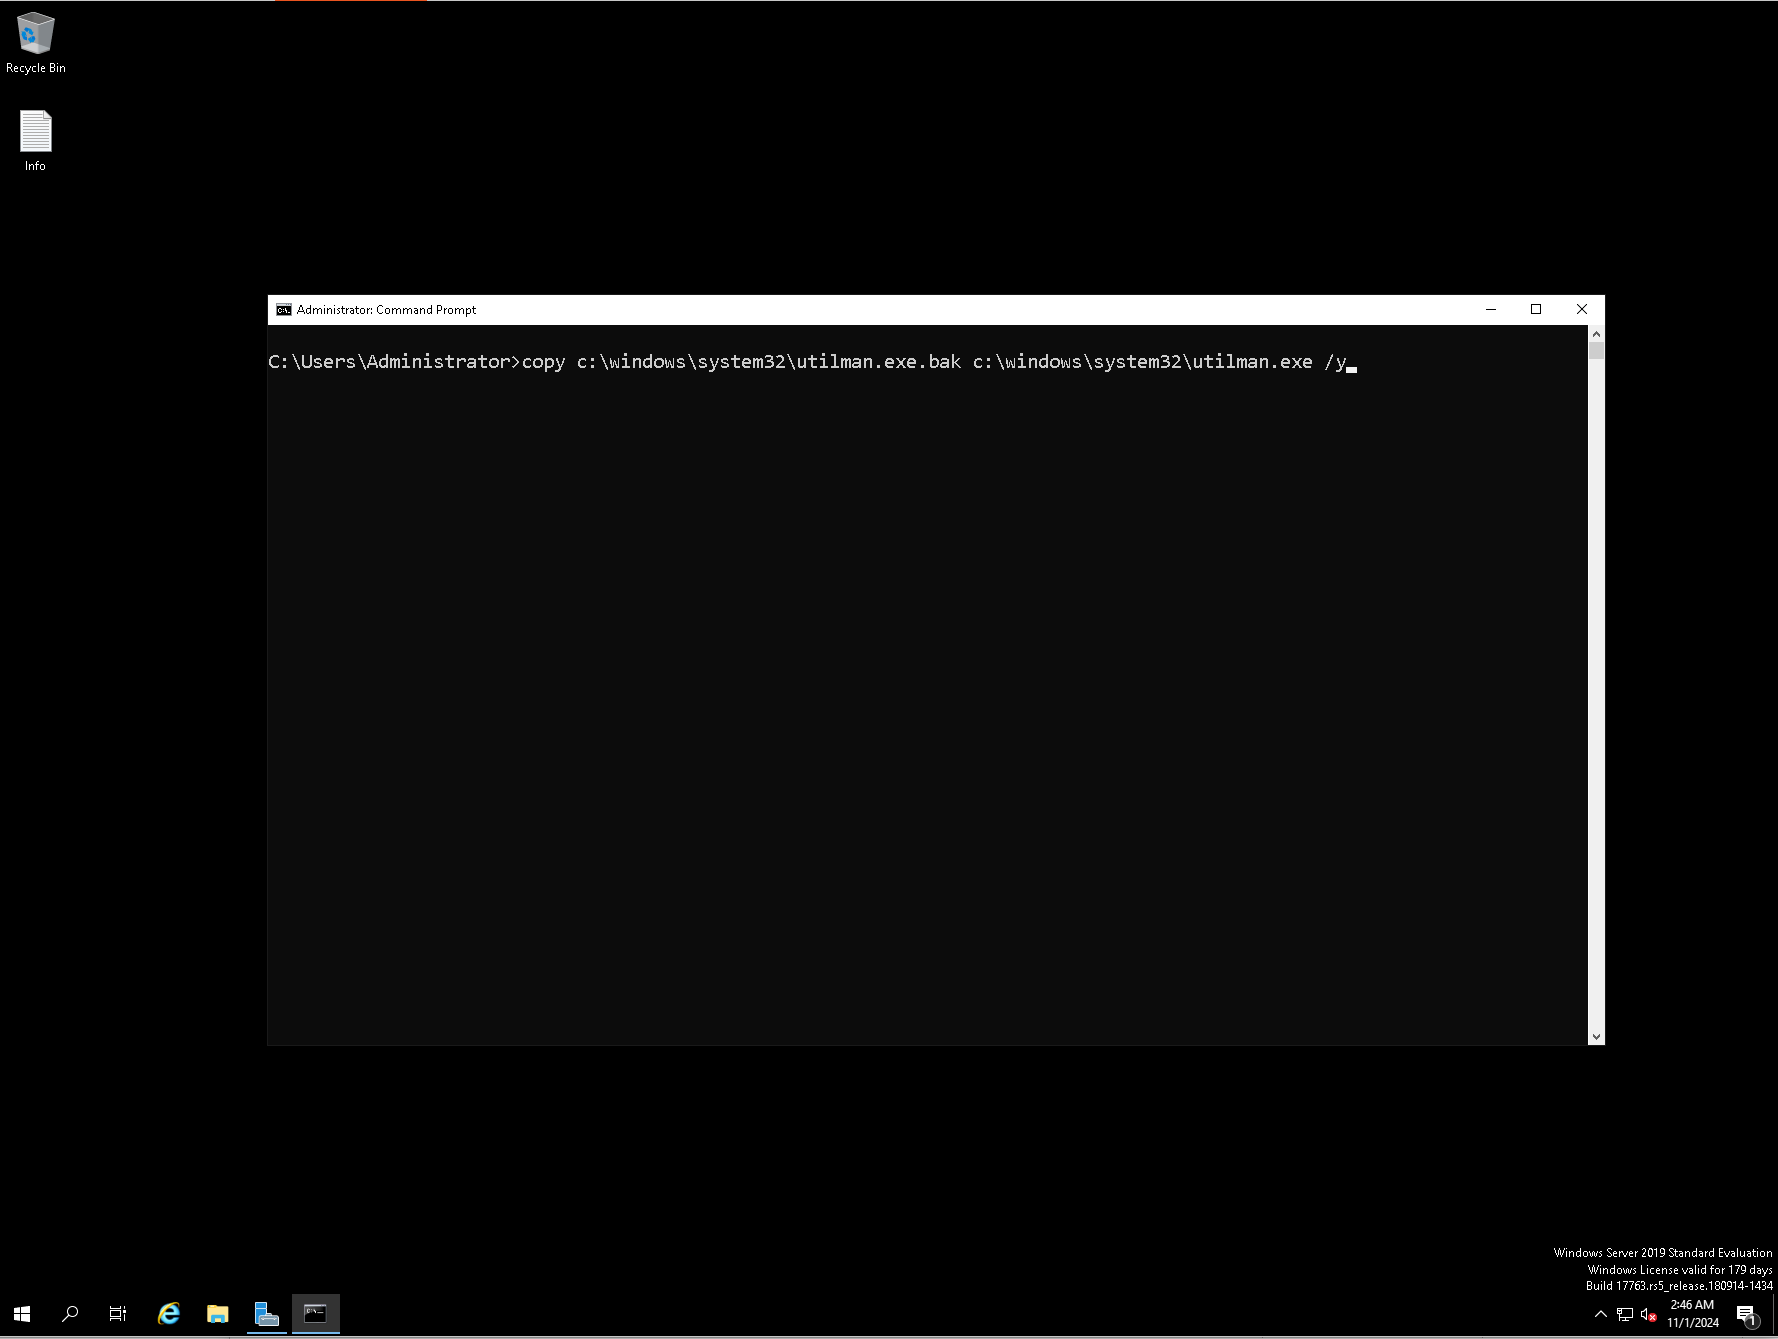 Recycle Bin
Info
Administrator: Command Prompt
C:\Users\Administrator>copy c:\windows\system32\utilman.exe.bak c:\windows\system32\utilman.exe /y
Windows Server 2019 Standard Evaluation
Windows License valid for 179 days
Build 17763.rs5_release.180914-1434
2:46 AM
11/1/2024
1